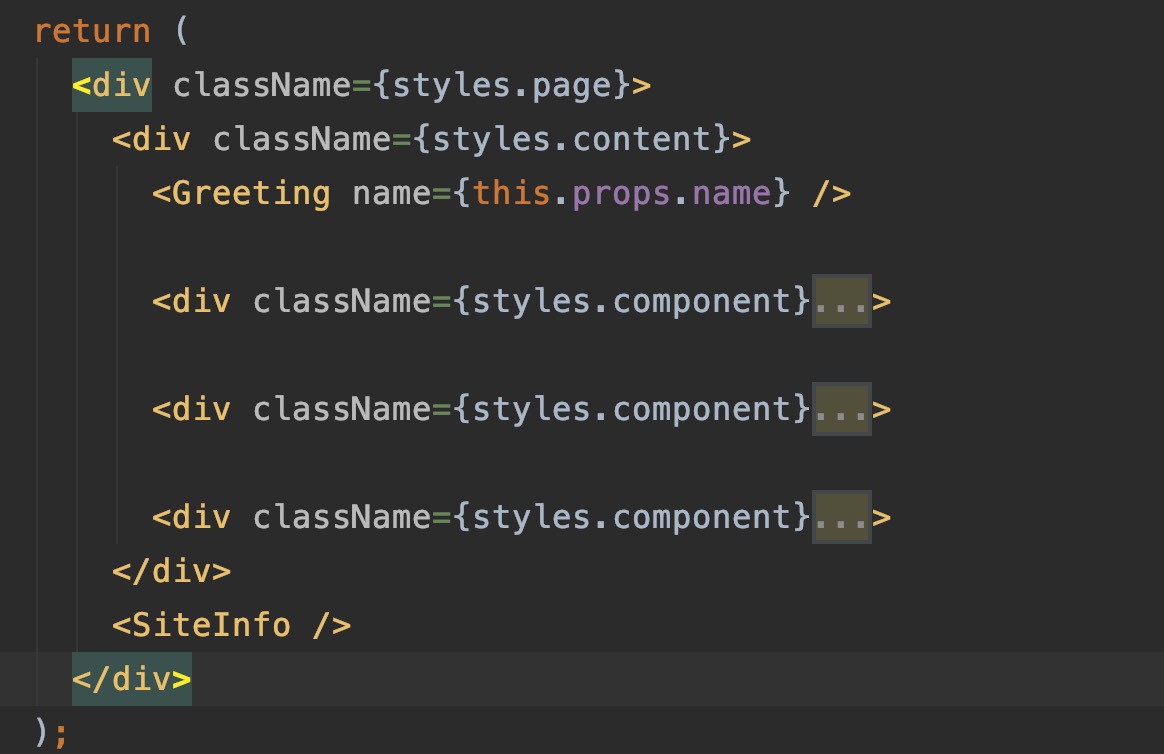 return (
<div className={styles.page}>
<div className={styles.content}>
<Greeting name={this.props.name} />
<div className={styles.component}...>
<div className={styles.component}...>
<div className={styles.component}...>
</div>
<SiteInfo />
</div>
);